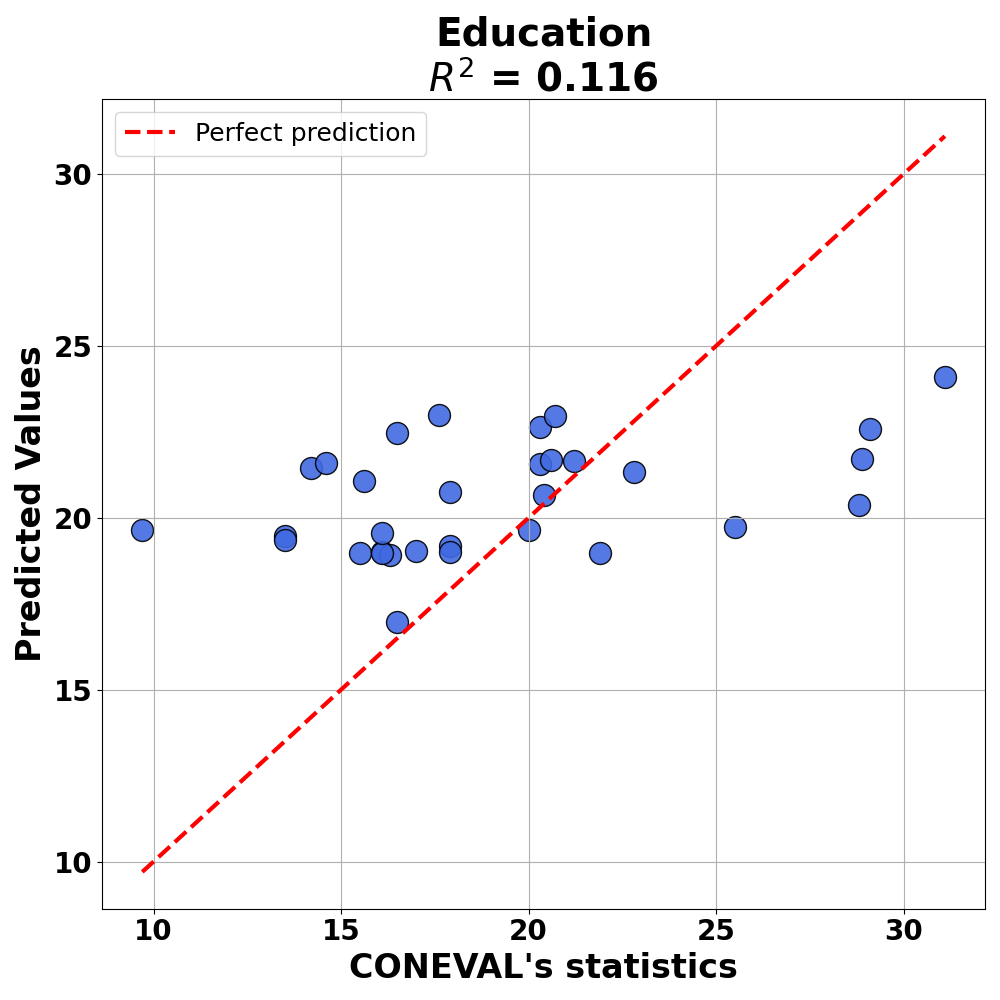 Education
R² = 0.116
Perfect prediction
30
25
20
15
10
Predicted Values
10 15 20 25 30
CONEVAL's statistics